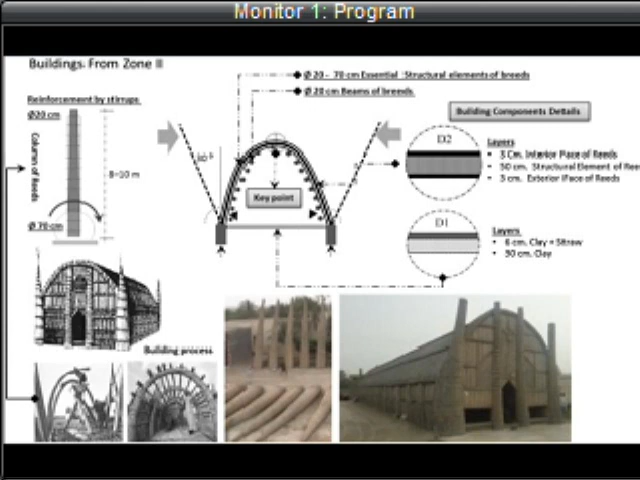 Monitor 1: Program
Buildings. From Zone II
Ø 20 - 70 cm Essential Structural elements of breeds
Ø 20 cm Beams of breeds
Reinforcement by stirrups
Ø20 cm
Building Components Details
Columns of Reeds
8-10 m
D2
Layers
• 3 Cm. Interior Face of Reeds
• 50 cm. Structural Element of Ree
• 3 cm. Exterior Face of Reeds
Key point
Ø 70 cm
D1
Layers
• 6 cm. Clay + Straw
• 30 cm. Clay
Building process